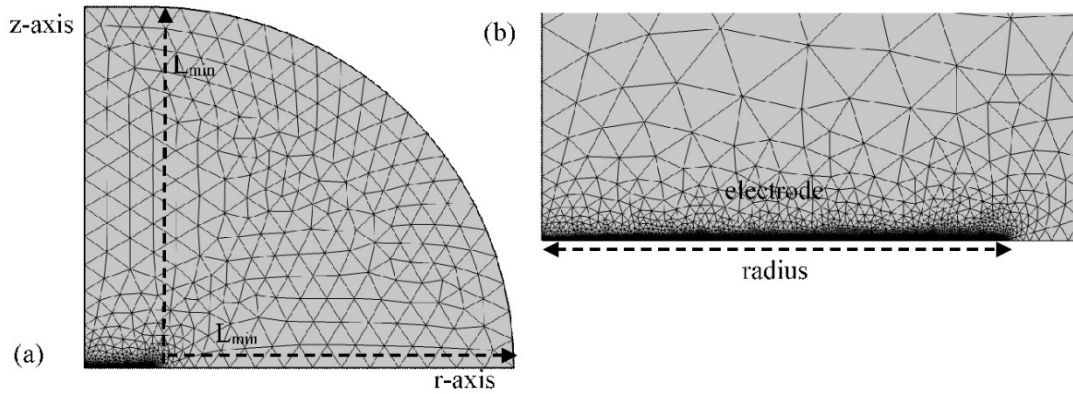 z-axis
L_min
L_min
(a)
r-axis
(b)
electrode
radius